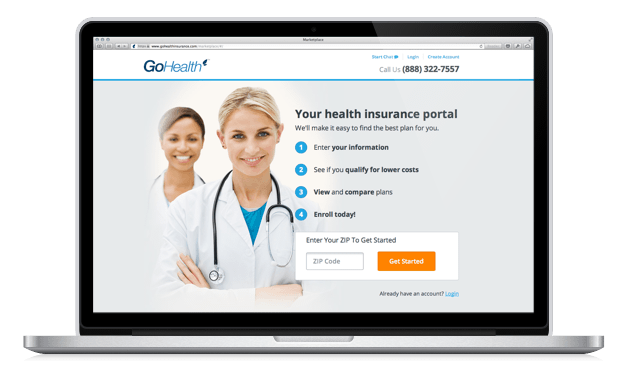 Marketplace
www.gohealthinsurance.com/marketplace/#/
Start Chat Login Create Account
GoHealth
Call Us (888) 322-7557
Your health insurance portal
We'll make it easy to find the best plan for you.
1 Enter your information
2 See if you qualify for lower costs
3 View and compare plans
4 Enroll today!
Enter Your ZIP To Get Started
ZIP Code Get Started
Already have an account? Login